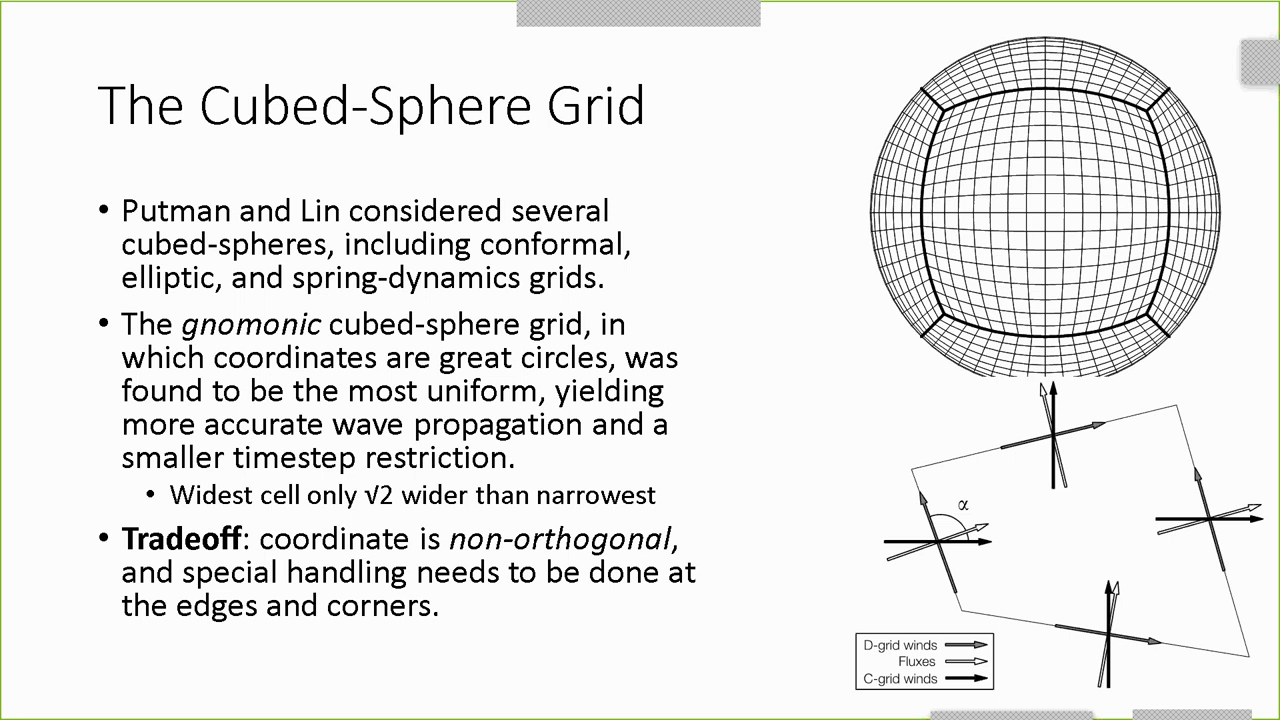 The Cubed-Sphere Grid
• Putman and Lin considered several
cubed-spheres, including conformal,
elliptic, and spring-dynamics grids.
• The gnomonic cubed-sphere grid, in
which coordinates are great circles, was
found to be the most uniform, yielding
more accurate wave propagation and a
smaller timestep restriction.
• Widest cell only √2 wider than narrowest
• Tradeoff: coordinate is non-orthogonal,
and special handling needs to be done at
the edges and corners.
α
D-grid winds
Fluxes
C-grid winds